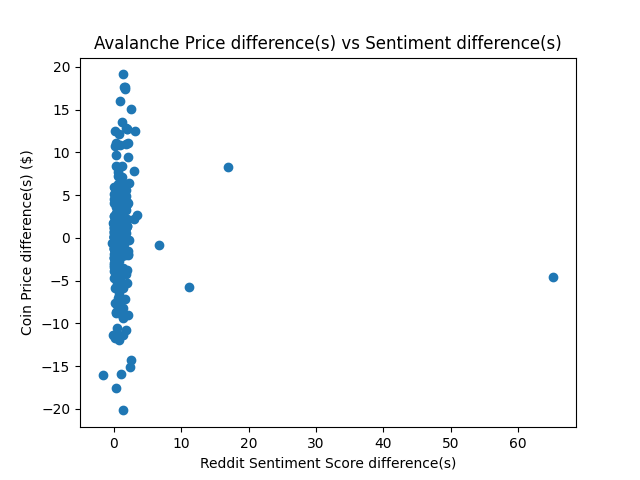 Avalanche Price difference(s) vs Sentiment difference(s)
20
15
10
5
0
−5
−10
−15
−20
Coin Price difference(s) ($)
0 10 20 30 40 50 60
Reddit Sentiment Score difference(s)